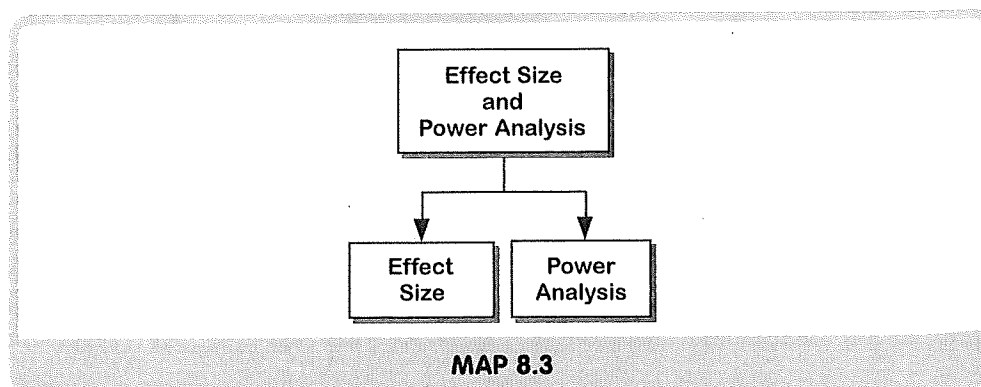 Effect Size
and
Power Analysis
Effect
Size
Power
Analysis
MAP 8.3